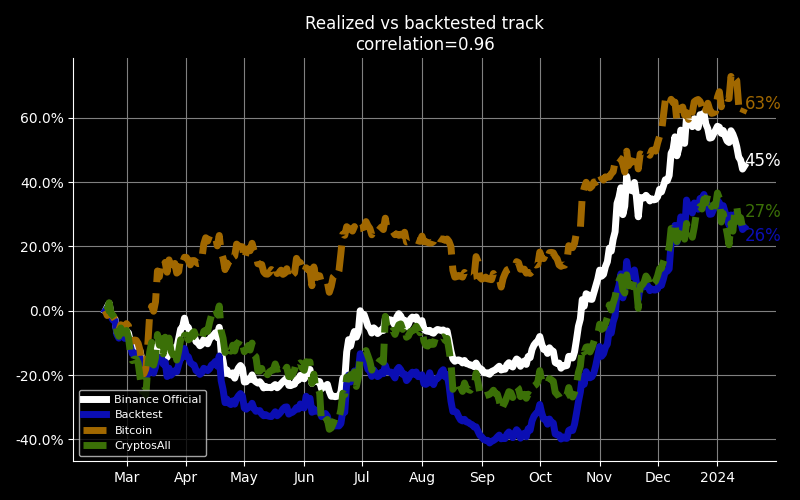 Realized vs backtested track
correlation=0.96
60.0%
40.0%
20.0%
0.0%
-20.0%
-40.0%
63%
45%
27%
26%
Binance Official
Backtest
Bitcoin
CryptosAll
Mar Apr May Jun Jul Aug Sep Oct Nov Dec 2024